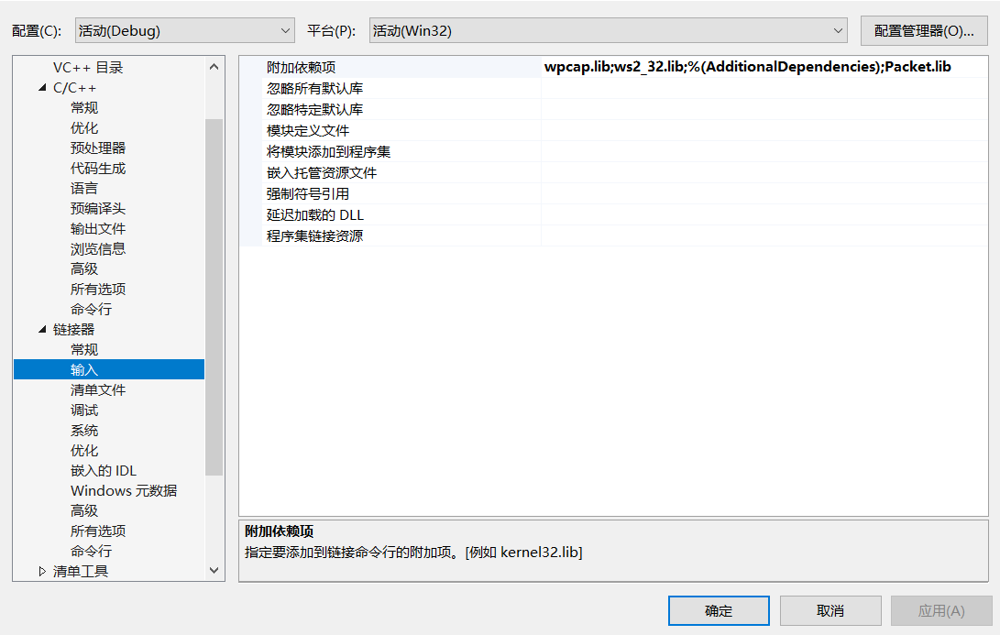 配置(C): 活动(Debug) 平台(P): 活动(Win32) 配置管理器(O)...
VC++ 目录
C/C++
常规
优化
预处理器
代码生成
语言
预编译头
输出文件
浏览信息
高级
所有选项
命令行
链接器
常规
输入
清单文件
调试
系统
优化
嵌入的 IDL
Windows 元数据
高级
所有选项
命令行
清单工具
附加依赖项 wpcap.lib;ws2_32.lib;%(AdditionalDependencies);Packet.lib
忽略所有默认库
忽略特定默认库
模块定义文件
将模块添加到程序集
嵌入托管资源文件
强制符号引用
延迟加载的 DLL
程序集链接资源
附加依赖项
指定要添加到链接命令行的附加项。[例如 kernel32.lib]
确定 取消 应用(A)